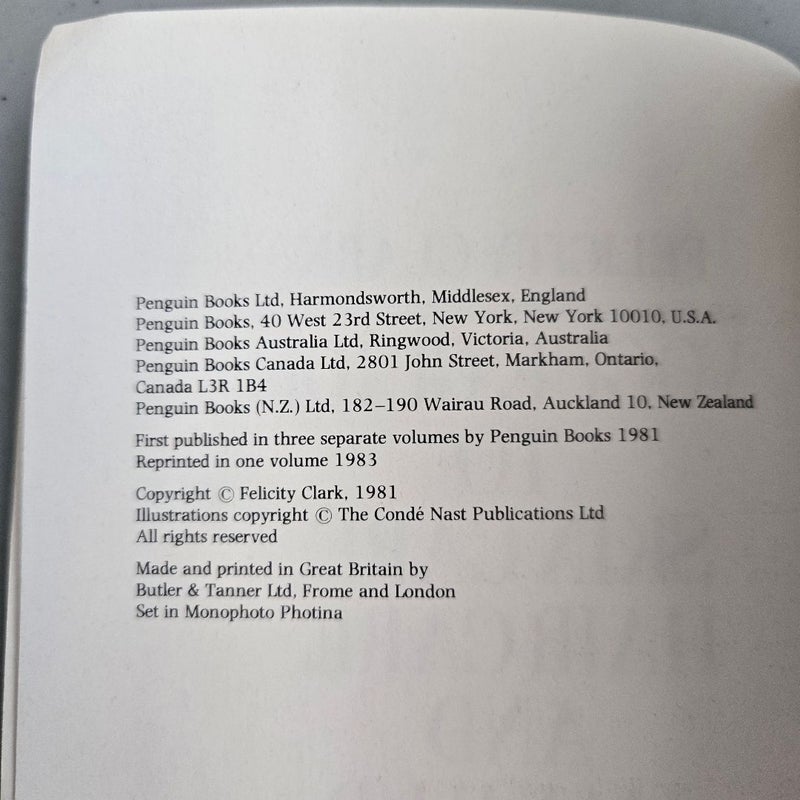 Penguin Books Ltd, Harmondsworth, Middlesex, England
Penguin Books, 40 West 23rd Street, New York, New York 10010, U.S.A.
Penguin Books Australia Ltd, Ringwood, Victoria, Australia
Penguin Books Canada Ltd, 2801 John Street, Markham, Ontario,
Canada L3R 1B4
Penguin Books (N.Z.) Ltd, 182–190 Wairau Road, Auckland 10, New Zealand
First published in three separate volumes by Penguin Books 1981
Reprinted in one volume 1983
Copyright © Felicity Clark, 1981
Illustrations copyright © The Condé Nast Publications Ltd
All rights reserved
Made and printed in Great Britain by
Butler & Tanner Ltd, Frome and London
Set in Monophoto Photina